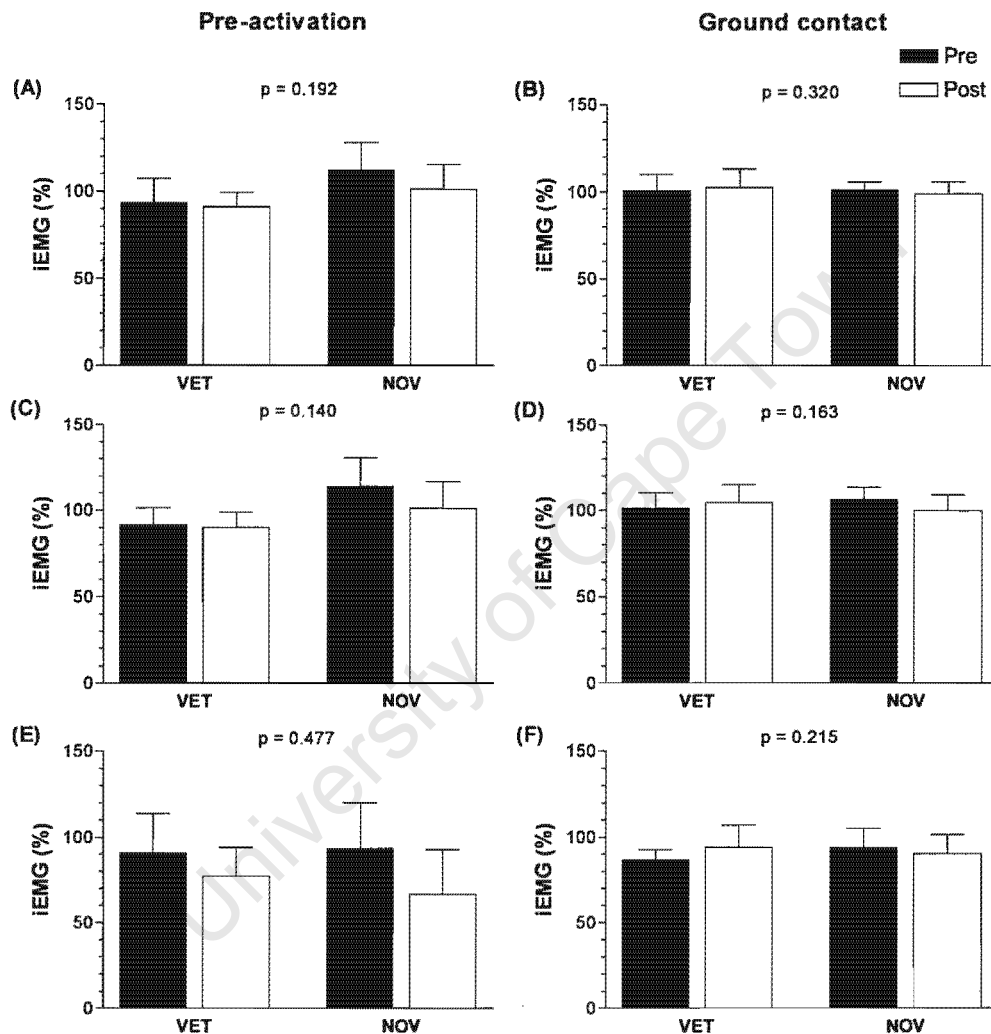 Pre-activation
Ground contact
Pre
Post
(A)
p = 0.192
150
100
50
0
iEMG (%)
VET
NOV
(B)
p = 0.320
150
100
50
0
iEMG (%)
VET
NOV
(C)
p = 0.140
150
100
50
0
iEMG (%)
VET
NOV
(D)
p = 0.163
150
100
50
0
iEMG (%)
VET
NOV
(E)
p = 0.477
150
100
50
0
iEMG (%)
VET
NOV
(F)
p = 0.215
150
100
50
0
iEMG (%)
VET
NOV
University of Cape Town